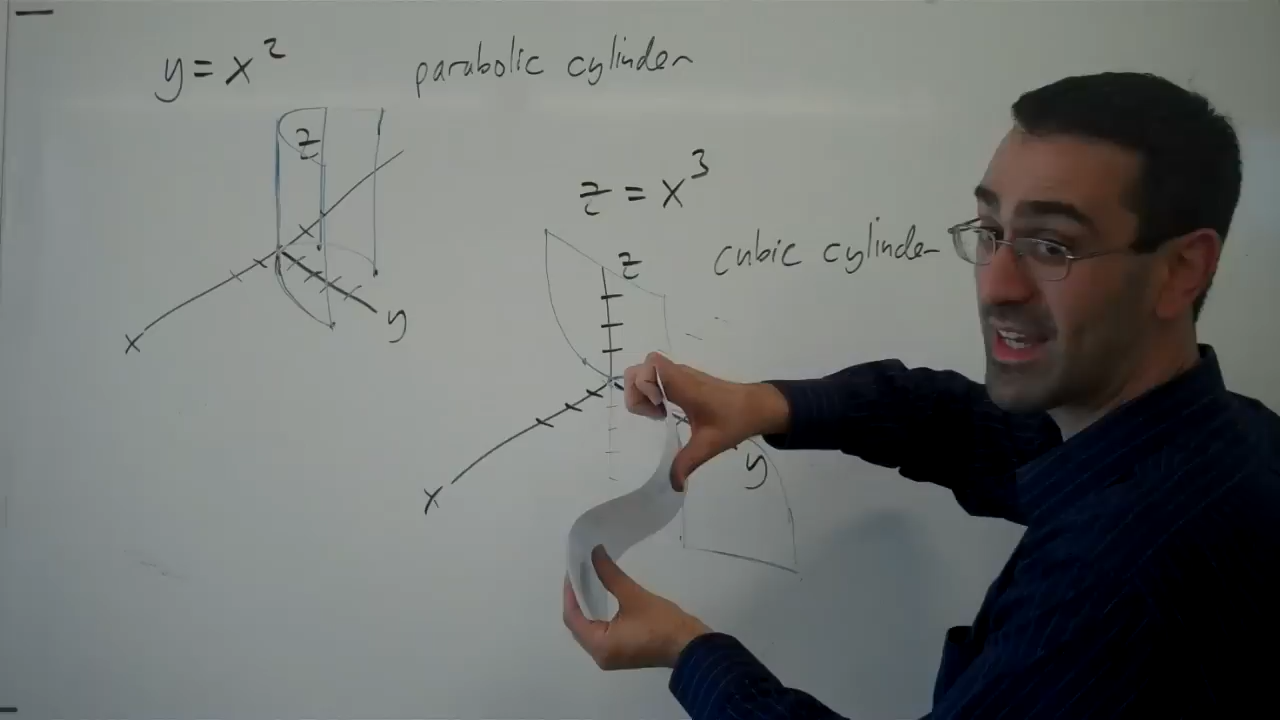 y = x²
parabolic cylinder
z
x
y
z = x³
cubic cylinder
z
x
y